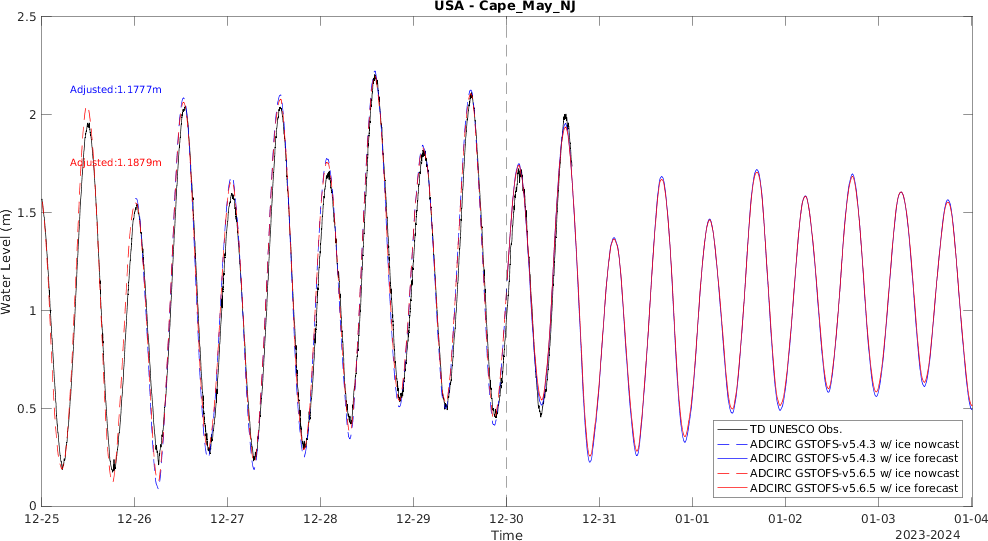 USA - Cape_May_NJ
2.5
2
1.5
1
0.5
0
Water Level (m)
Adjusted:1.1777m
Adjusted:1.1879m
TD UNESCO Obs.
ADCIRC GSTOFS-v5.4.3 w/ ice nowcast
ADCIRC GSTOFS-v5.4.3 w/ ice forecast
ADCIRC GSTOFS-v5.6.5 w/ ice nowcast
ADCIRC GSTOFS-v5.6.5 w/ ice forecast
12-25 12-26 12-27 12-28 12-29 12-30 12-31 01-01 01-02 01-03 01-04
Time
2023-2024